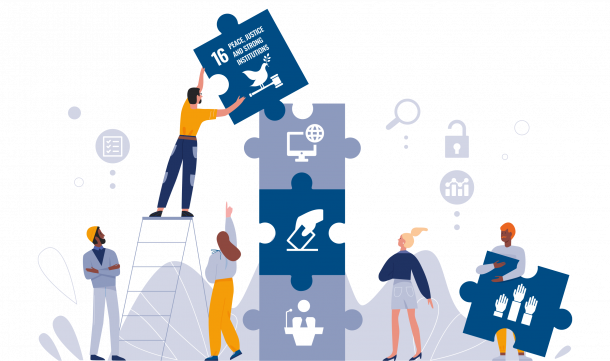 16 PEACE, JUSTICE
AND STRONG
INSTITUTIONS